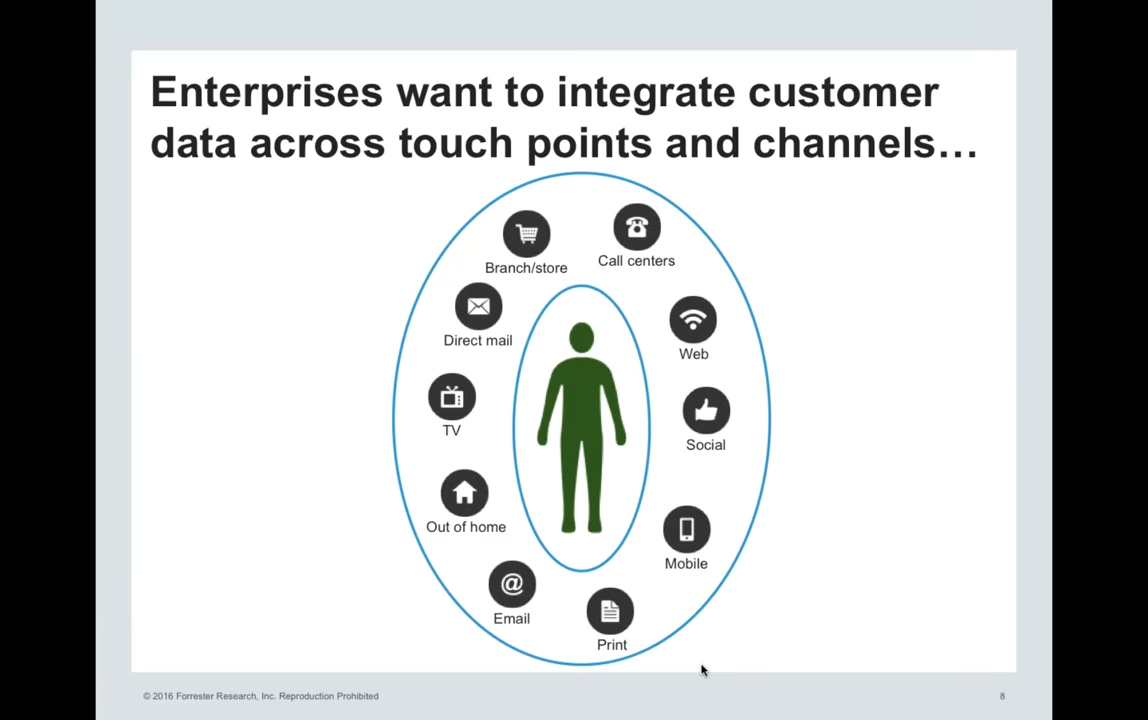 Enterprises want to integrate customer
data across touch points and channels…
Branch/store
Call centers
Direct mail
Web
TV
Social
Out of home
Mobile
@
Email
Print
© 2016 Forrester Research, Inc. Reproduction Prohibited
8